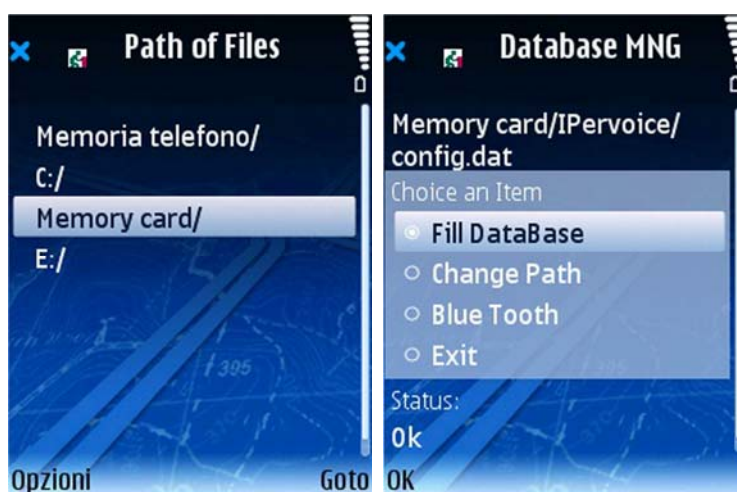 Path of Files
Memoria telefono/
C:/
Memory card/
E:/
395
Opzioni
Goto
Database MNG
Memory card/IPervoice/
config.dat
Choice an Item
Fill DataBase
Change Path
Blue Tooth
Exit
Status:
Ok
OK